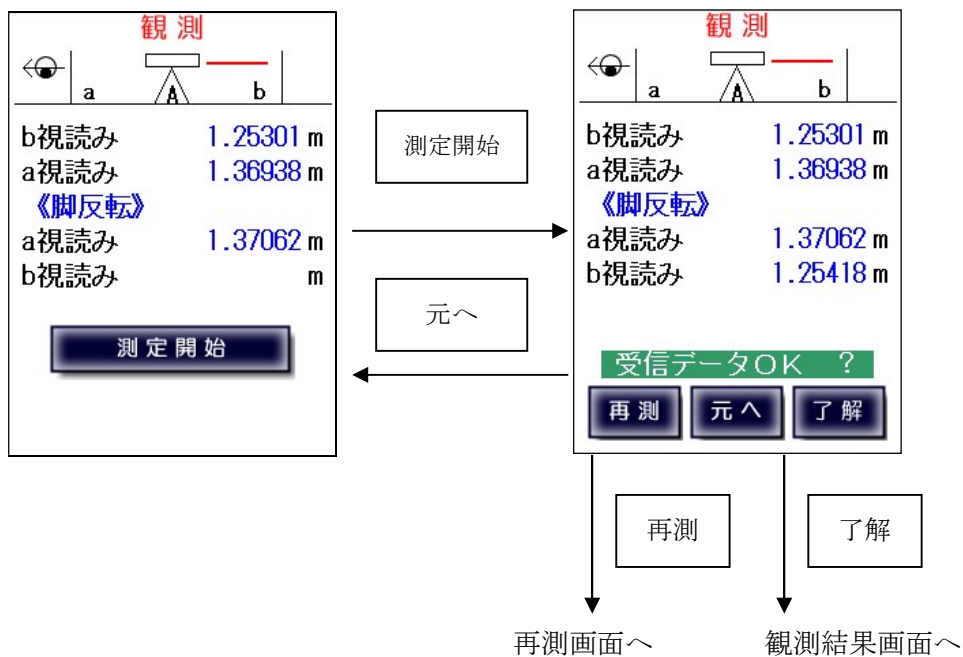 観 測
a A b
b視読み 1.25301 m
a視読み 1.36938 m
《脚反転》
a視読み 1.37062 m
b視読み m
測定開始
測定開始
元へ
観 測
a A b
b視読み 1.25301 m
a視読み 1.36938 m
《脚反転》
a視読み 1.37062 m
b視読み 1.25418 m
受信データOK ?
再測 元へ 了解
再測
了解
再測画面へ
観測結果画面へ